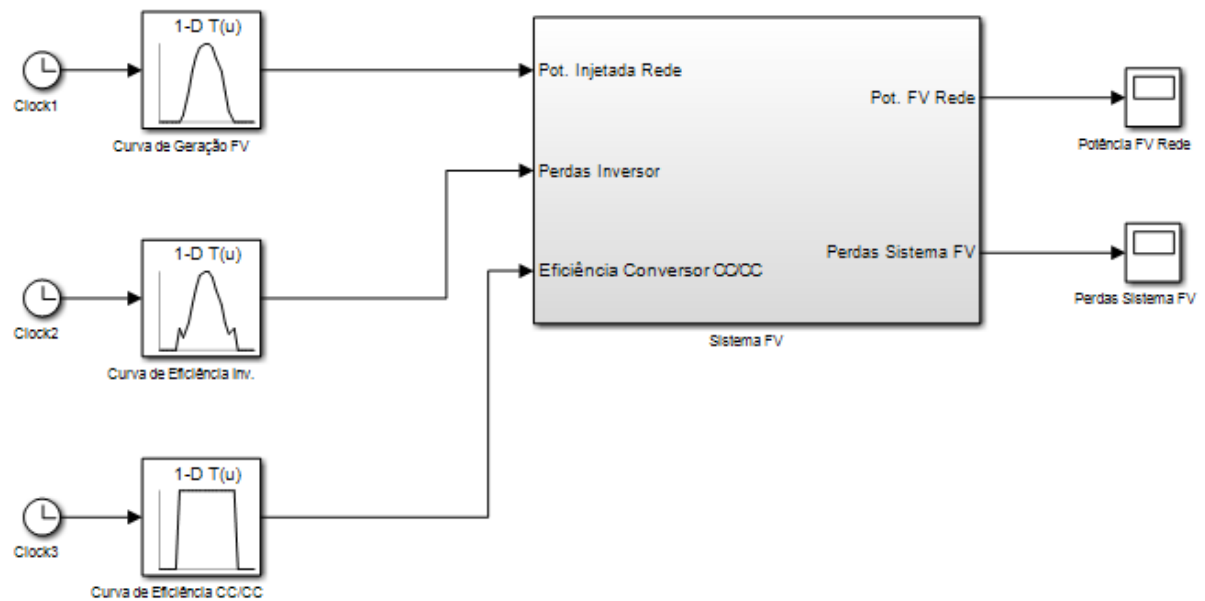 1-D T(u)
Clock1
Curva de Geração FV
Pot. Injetada Rede
Pot. FV Rede
Potência FV Rede
Perdas Inversor
1-D T(u)
Clock2
Curva de Eficiência Inv.
Perdas Sistema FV
Perdas Sistema FV
Eficiência Conversor CC/CC
Sistema FV
1-D T(u)
Clock3
Curva de Eficiência CC/CC